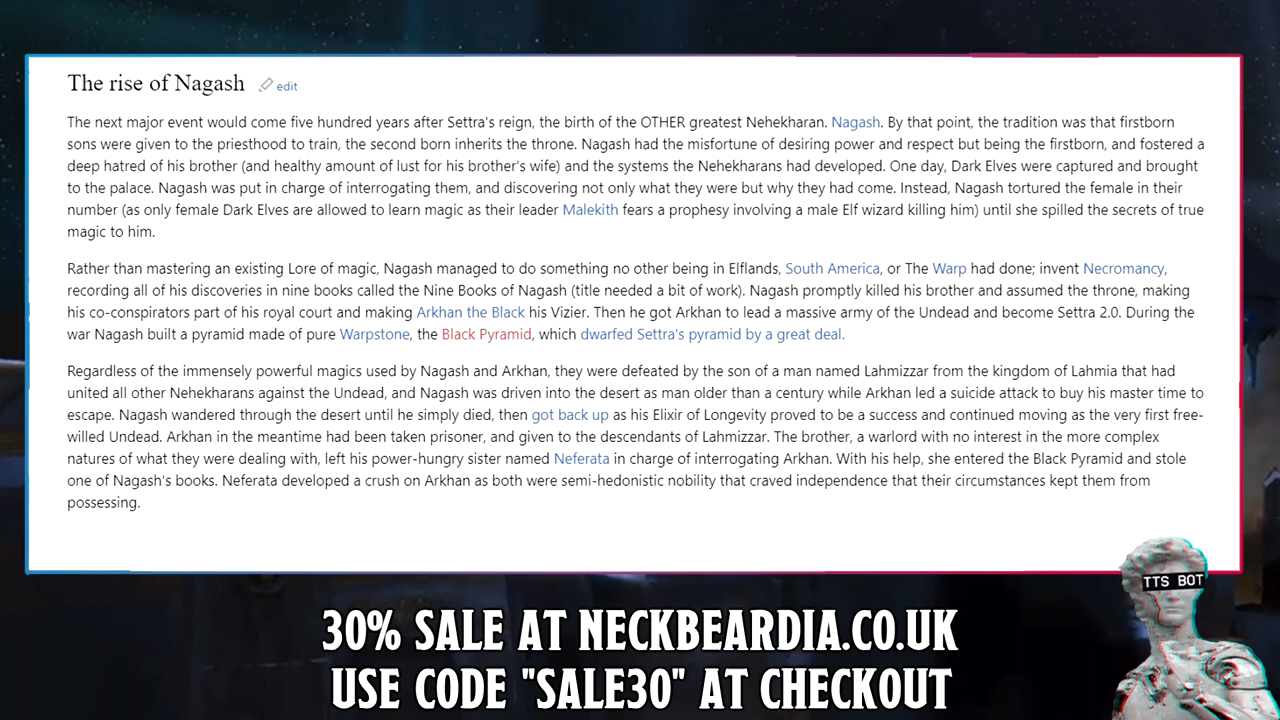 The rise of Nagash edit
The next major event would come five hundred years after Settra's reign, the birth of the OTHER greatest Nehekharan. Nagash. By that point, the tradition was that firstborn
sons were given to the priesthood to train, the second born inherits the throne. Nagash had the misfortune of desiring power and respect but being the firstborn, and fostered a
deep hatred of his brother (and healthy amount of lust for his brother's wife) and the systems the Nehekharans had developed. One day, Dark Elves were captured and brought
to the palace. Nagash was put in charge of interrogating them, and discovering not only what they were but why they had come. Instead, Nagash tortured the female in their
number (as only female Dark Elves are allowed to learn magic as their leader Malekith fears a prophesy involving a male Elf wizard killing him) until she spilled the secrets of true
magic to him.
Rather than mastering an existing Lore of magic, Nagash managed to do something no other being in Elflands, South America, or The Warp had done; invent Necromancy,
recording all of his discoveries in nine books called the Nine Books of Nagash (title needed a bit of work). Nagash promptly killed his brother and assumed the throne, making
his co-conspirators part of his royal court and making Arkhan the Black his Vizier. Then he got Arkhan to lead a massive army of the Undead and become Settra 2.0. During the
war Nagash built a pyramid made of pure Warpstone, the Black Pyramid, which dwarfed Settra's pyramid by a great deal.
Regardless of the immensely powerful magics used by Nagash and Arkhan, they were defeated by the son of a man named Lahmizzar from the kingdom of Lahmia that had
united all other Nehekharans against the Undead, and Nagash was driven into the desert as man older than a century while Arkhan led a suicide attack to buy his master time to
escape. Nagash wandered through the desert until he simply died, then got back up as his Elixir of Longevity proved to be a success and continued moving as the very first free-
willed Undead. Arkhan in the meantime had been taken prisoner, and given to the descendants of Lahmizzar. The brother, a warlord with no interest in the more complex
natures of what they were dealing with, left his power-hungry sister named Neferata in charge of interrogating Arkhan. With his help, she entered the Black Pyramid and stole
one of Nagash's books. Neferata developed a crush on Arkhan as both were semi-hedonistic nobility that craved independence that their circumstances kept them from
possessing.
TTS BOT
30% SALE AT NECKBEARDIA.CO.UK
USE CODE "SALE30" AT CHECKOUT